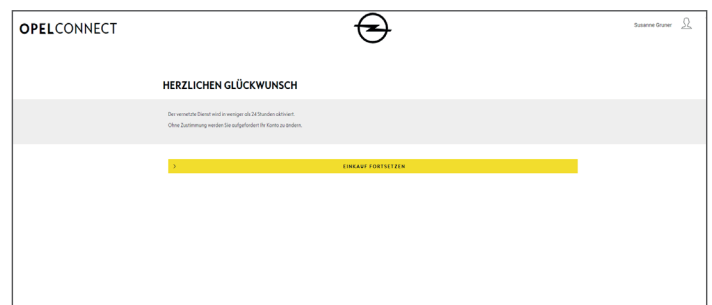 OPELCONNECT
Susanne Gruner
HERZLICHEN GLÜCKWUNSCH
Der vernetzte Dienst wird in weniger als 24 Stunden aktiviert.
Ohne Zustimmung werden Sie aufgefordert Ihr Konto zu ändern.
> EINKAUF FORTSETZEN